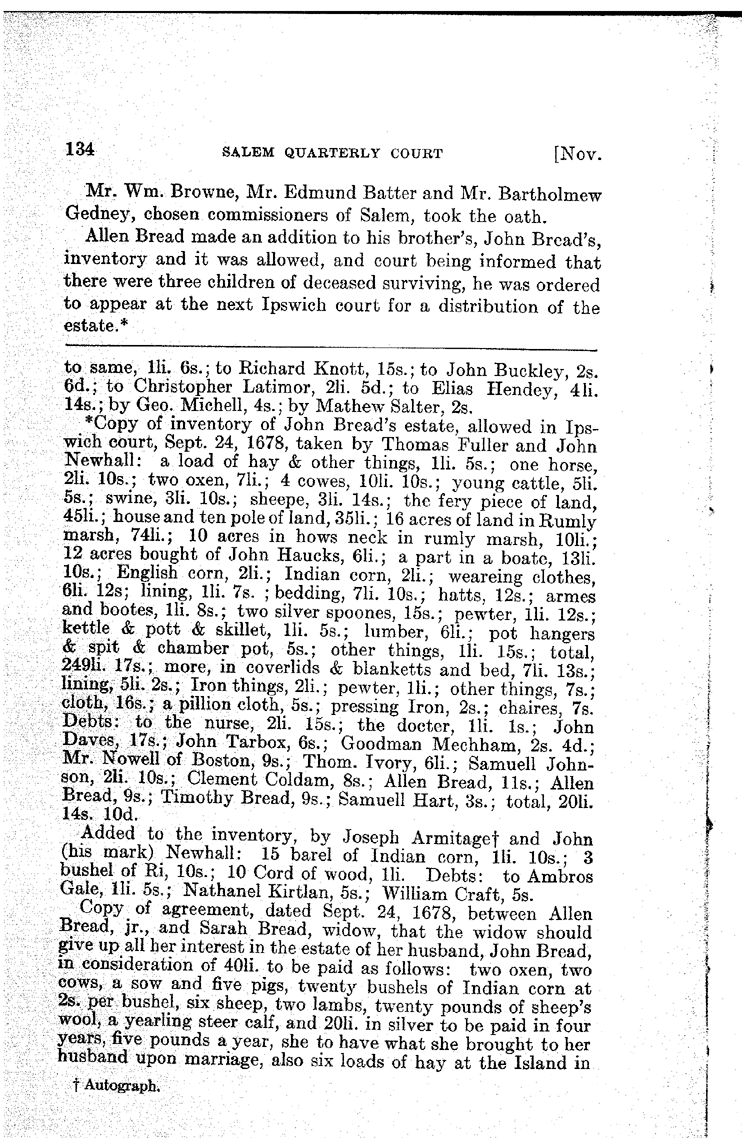 134 SALEM QUARTERLY COURT [Nov.
Mr. Wm. Browne, Mr. Edmund Batter and Mr. Bartholmew
Gedney, chosen commissioners of Salem, took the oath.
Allen Bread made an addition to his brother's, John Bread's,
inventory and it was allowed, and court being informed that
there were three children of deceased surviving, he was ordered
to appear at the next Ipswich court for a distribution of the
estate.*
to same, 1li. 6s.; to Richard Knott, 15s.; to John Buckley, 2s.
6d.; to Christopher Latimor, 2li. 5d.; to Elias Hendey, 4li.
14s.; by Geo. Michell, 4s.; by Mathew Salter, 2s.
*Copy of inventory of John Bread's estate, allowed in Ips-
wich court, Sept. 24, 1678, taken by Thomas Fuller and John
Newhall: a load of hay & other things, 1li. 5s.; one horse,
2li. 10s.; two oxen, 7li.; 4 cowes, 10li. 10s.; young cattle, 5li.
5s.; swine, 3li. 10s.; sheepe, 3li. 14s.; the fery piece of land,
45li.; house and ten pole of land, 35li.; 16 acres of land in Rumly
marsh, 74li.; 10 acres in hows neck in rumly marsh, 10li.;
12 acres bought of John Haucks, 6li.; a part in a boate, 13li.
10s.; English corn, 2li.; Indian corn, 2li.; weareing clothes,
6li. 12s; lining, 1li. 7s. ; bedding, 7li. 10s.; hatts, 12s.; armes
and bootes, 1li. 8s.; two silver spoones, 15s.; pewter, 1li. 12s.;
kettle & pott & skillet, 1li. 5s.; lumber, 6li.; pot hangers
& spit & chamber pot, 5s.; other things, 1li. 15s.; total,
249li. 17s.; more, in coverlids & blanketts and bed, 7li. 13s.;
lining, 5li. 2s.; Iron things, 2li.; pewter, 1li.; other things, 7s.;
cloth, 16s.; a pillion cloth, 5s.; pressing Iron, 2s.; chaires, 7s.
Debts: to the nurse, 2li. 15s.; the docter, 1li. 1s.; John
Daves, 17s.; John Tarbox, 6s.; Goodman Mechham, 2s. 4d.;
Mr. Nowell of Boston, 9s.; Thom. Ivory, 6li.; Samuell John-
son, 2li. 10s.; Clement Coldam, 8s.; Allen Bread, 11s.; Allen
Bread, 9s.; Timothy Bread, 9s.; Samuell Hart, 3s.; total, 20li.
14s. 10d.
Added to the inventory, by Joseph Armitage† and John
(his mark) Newhall: 15 barel of Indian corn, 1li. 10s.; 3
bushel of Ri, 10s.; 10 Cord of wood, 1li. Debts: to Ambros
Gale, 1li. 5s.; Nathanel Kirtlan, 5s.; William Craft, 5s.
Copy of agreement, dated Sept. 24, 1678, between Allen
Bread, jr., and Sarah Bread, widow, that the widow should
give up all her interest in the estate of her husband, John Bread,
in consideration of 40li. to be paid as follows: two oxen, two
cows, a sow and five pigs, twenty bushels of Indian corn at
2s. per bushel, six sheep, two lambs, twenty pounds of sheep's
wool, a yearling steer calf, and 20li. in silver to be paid in four
years, five pounds a year, she to have what she brought to her
husband upon marriage, also six loads of hay at the Island in
† Autograph.